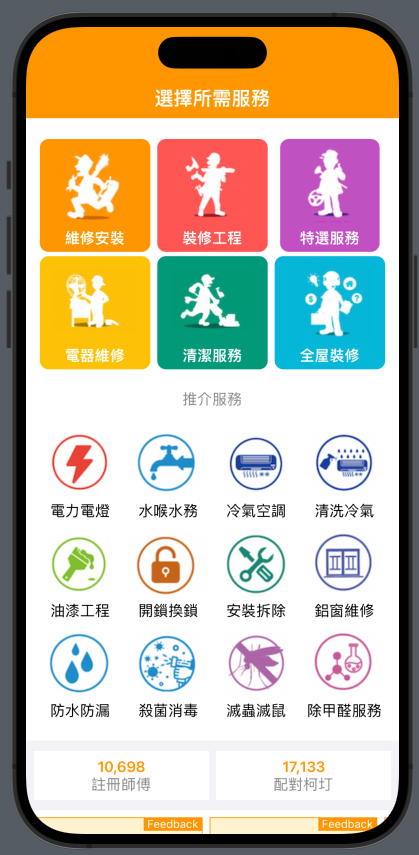 選擇所需服務
維修安裝
裝修工程
特選服務
電器維修
清潔服務
全屋裝修
推介服務
電力電燈
水喉水務
冷氣空調
清洗冷氣
油漆工程
開鎖換鎖
安裝拆除
鋁窗維修
防水防漏
殺菌消毒
滅蟲滅鼠
除甲醛服務
10,698
註冊師傅
17,133
配對柯打
Feedback
Feedback